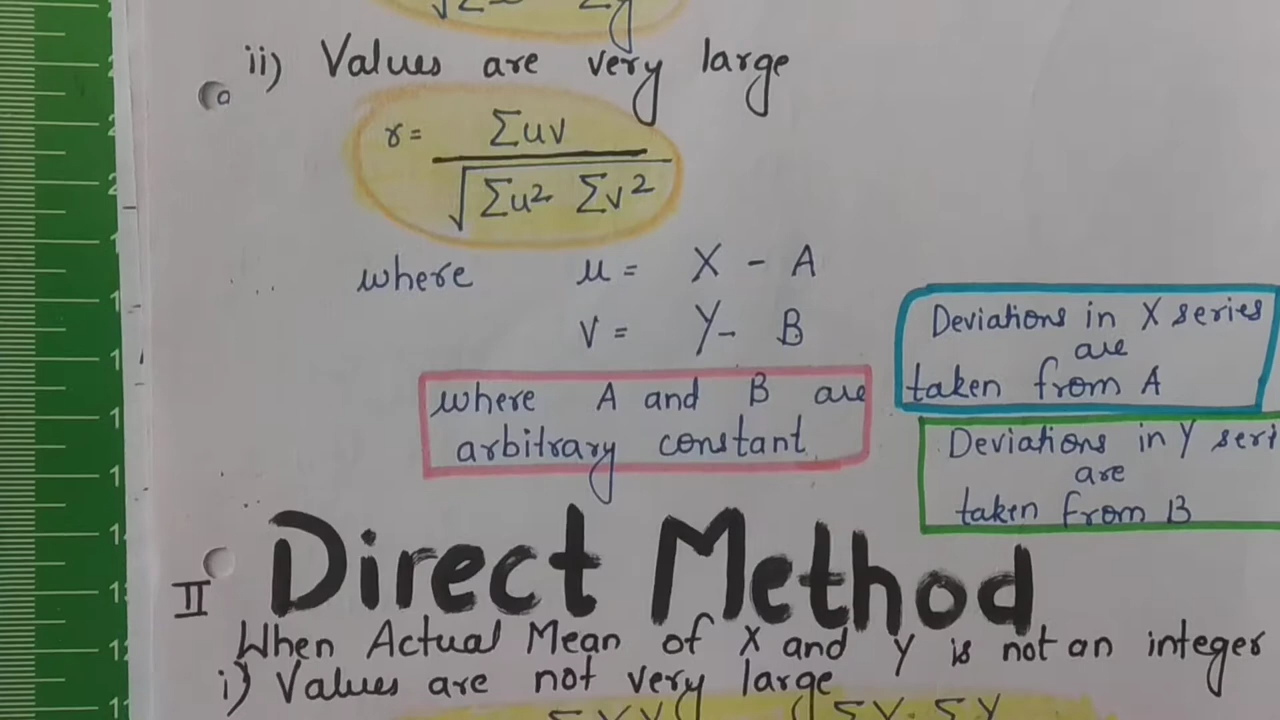 ii) Values are very large
r = Σuv
√Σu² Σv²
where u = X - A
v = Y - B
where A and B are
arbitrary constant
Deviations in X series
are
taken from A
Deviations in Y seri
are
taken from B
II Direct Method
When Actual Mean of X and Y is not an integer
i) Values are not very large